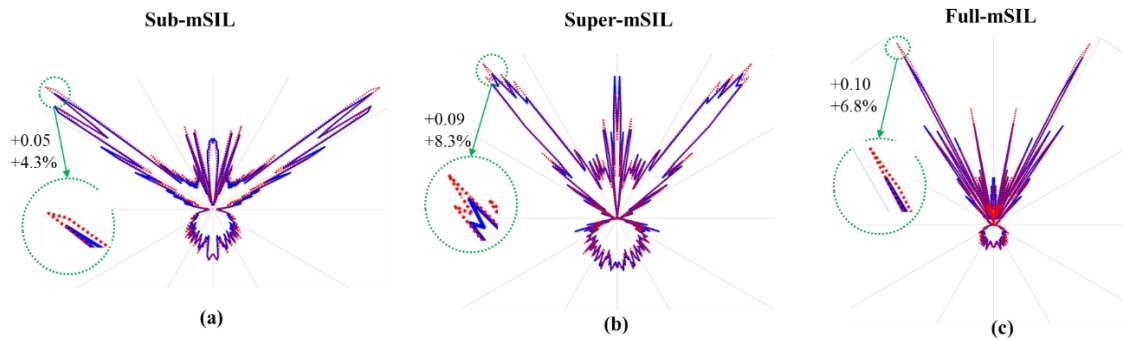 Sub-mSIL
Super-mSIL
Full-mSIL
+0.05
+4.3%
+0.09
+8.3%
+0.10
+6.8%
(a)
(b)
(c)